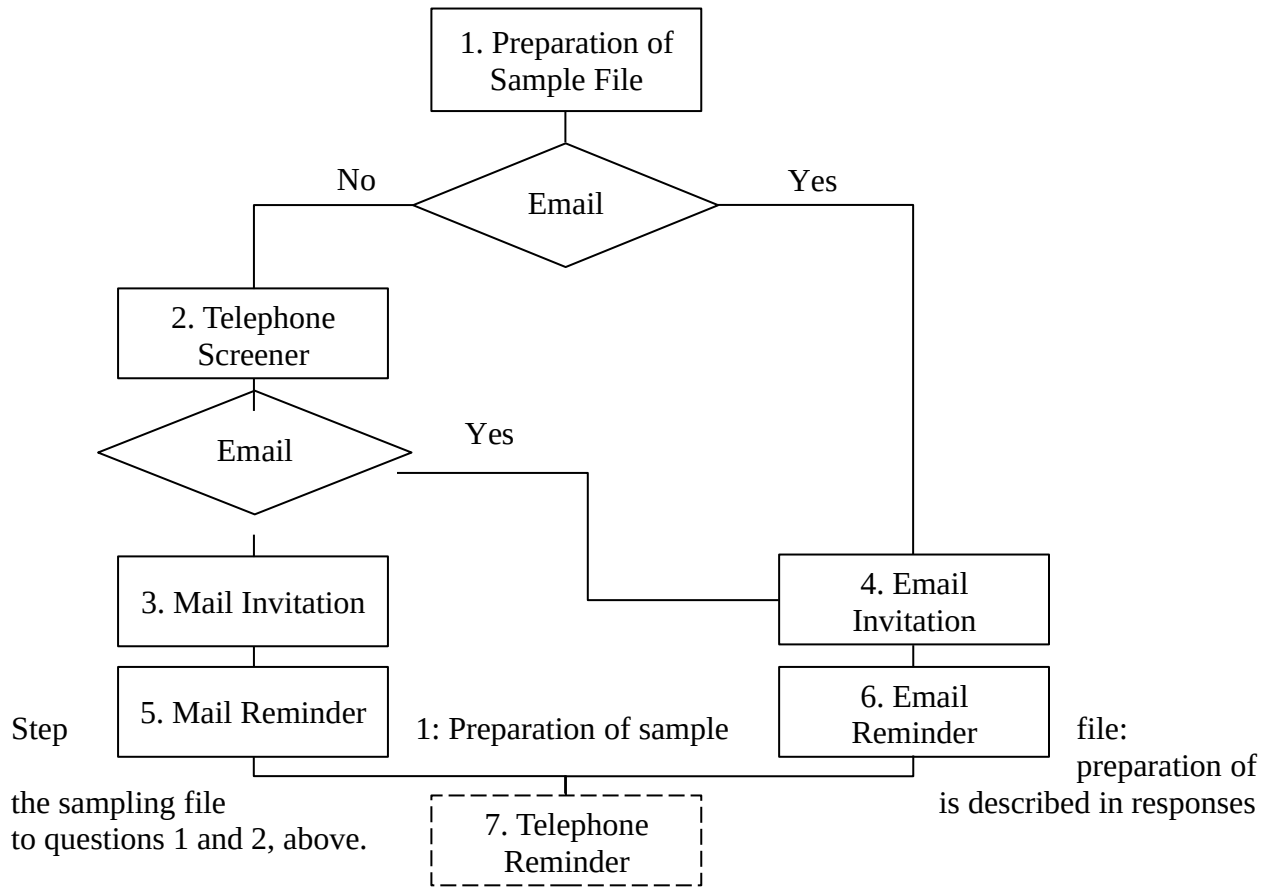 1. Preparation of
Sample File
No
Yes
Email
2. Telephone
Screener
Email
Yes
3. Mail Invitation
4. Email
Invitation
5. Mail Reminder
6. Email
Reminder
Step 1: Preparation of sample file:
preparation of
the sampling file is described in responses
to questions 1 and 2, above.
7. Telephone
Reminder